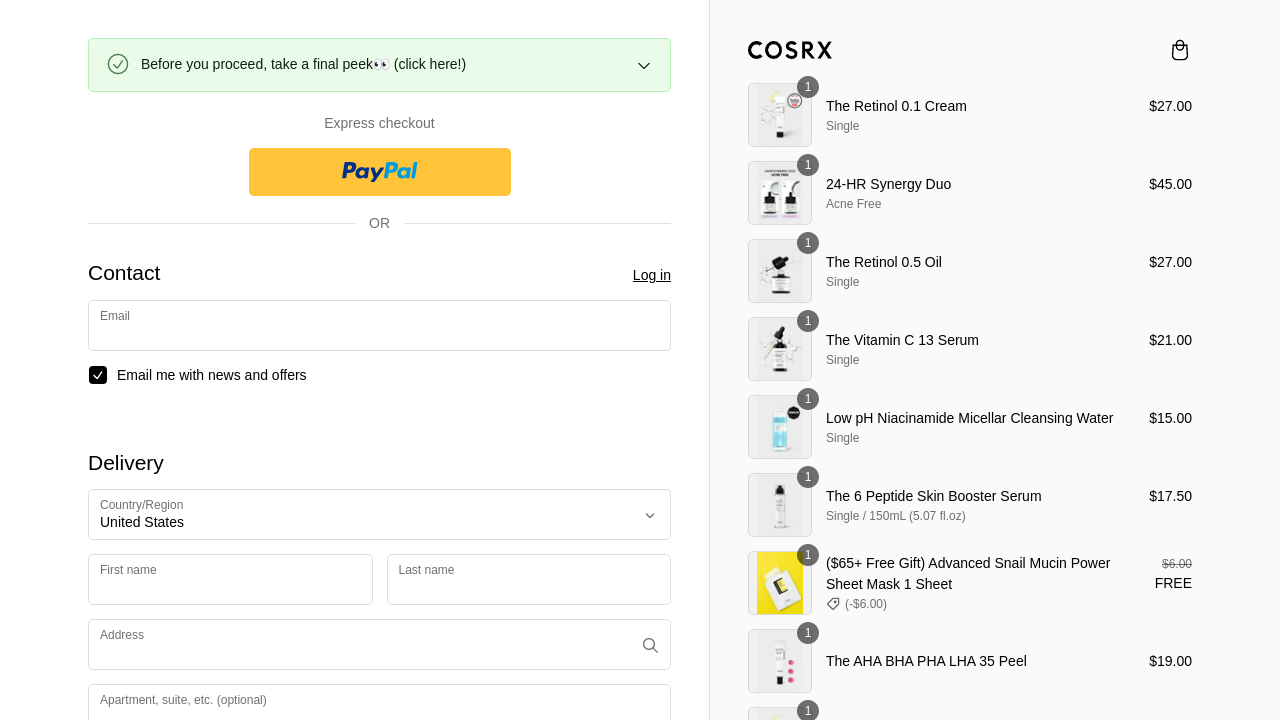 Before you proceed, take a final peek👀 (click here!)
Express checkout
PayPal
OR
Contact
Log in
Email
Email me with news and offers
Delivery
Country/Region
United States
First name
Last name
Address
Apartment, suite, etc. (optional)
COSRX
1
The Retinol 0.1 Cream
$27.00
Single
1
24-HR Synergy Duo
$45.00
Acne Free
1
The Retinol 0.5 Oil
$27.00
Single
1
The Vitamin C 13 Serum
$21.00
Single
1
Low pH Niacinamide Micellar Cleansing Water
$15.00
Single
1
The 6 Peptide Skin Booster Serum
$17.50
Single / 150mL (5.07 fl.oz)
1
($65+ Free Gift) Advanced Snail Mucin Power
$6.00
Sheet Mask 1 Sheet
FREE
(-$6.00)
1
The AHA BHA PHA LHA 35 Peel
$19.00
1